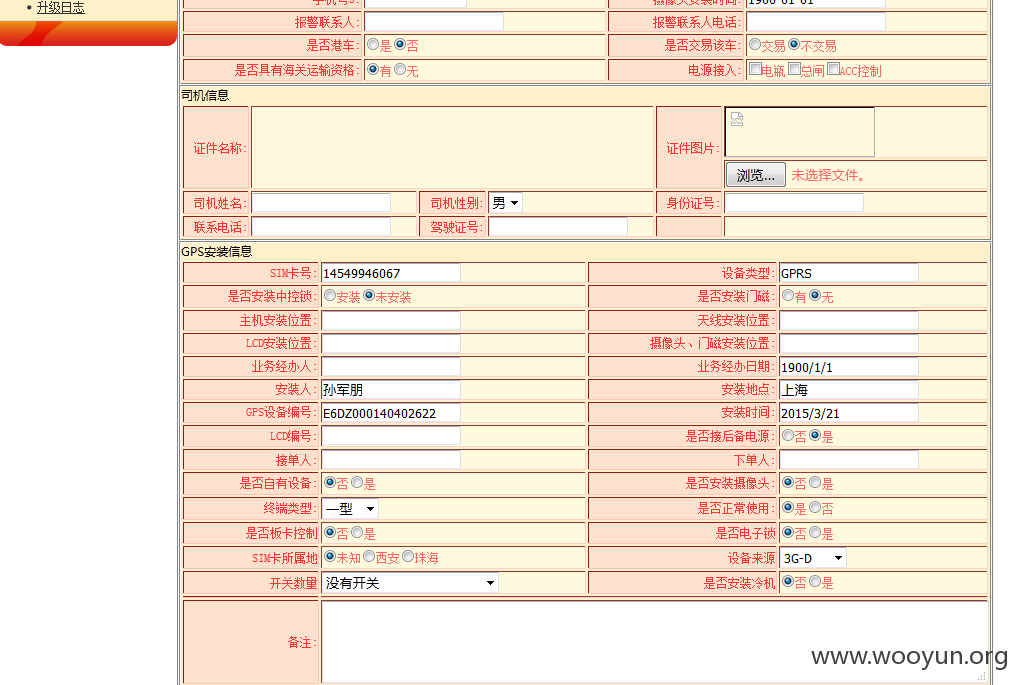 • 升级日志
手机号3:
摄像头安装时间: 1900-01-01
报警联系人: 报警联系人电话:
是否港车: 是 否 是否交易该车: 交易 不交易
是否具有海关运输资格: 有 无 电源接入: 电瓶 总闸 ACC控制
司机信息
证件名称: 证件图片:
浏览... 未选择文件。
司机姓名: 司机性别: 男 身份证号:
联系电话: 驾驶证号:
GPS安装信息
SIM卡号: 14549946067 设备类型: GPRS
是否安装中控锁: 安装 未安装 是否安装门磁: 有 无
主机安装位置: 天线安装位置:
LCD安装位置: 摄像头、门磁安装位置:
业务经办人: 业务经办日期: 1900/1/1
安装人: 孙军朋 安装地点: 上海
GPS设备编号: E6DZ000140402622 安装时间: 2015/3/21
LCD编号: 是否接后备电源: 否 是
接单人: 下单人:
是否自有设备: 否 是 是否安装摄像头: 否 是
终端类型: 一型 是否正常使用: 是 否
是否板卡控制 否 是 是否电子锁 否 是
SIM卡所属地 未知 西安 珠海 设备来源 3G-D
开关数量 没有开关 是否安装冷机 否 是
备注:
www.wooyun.org